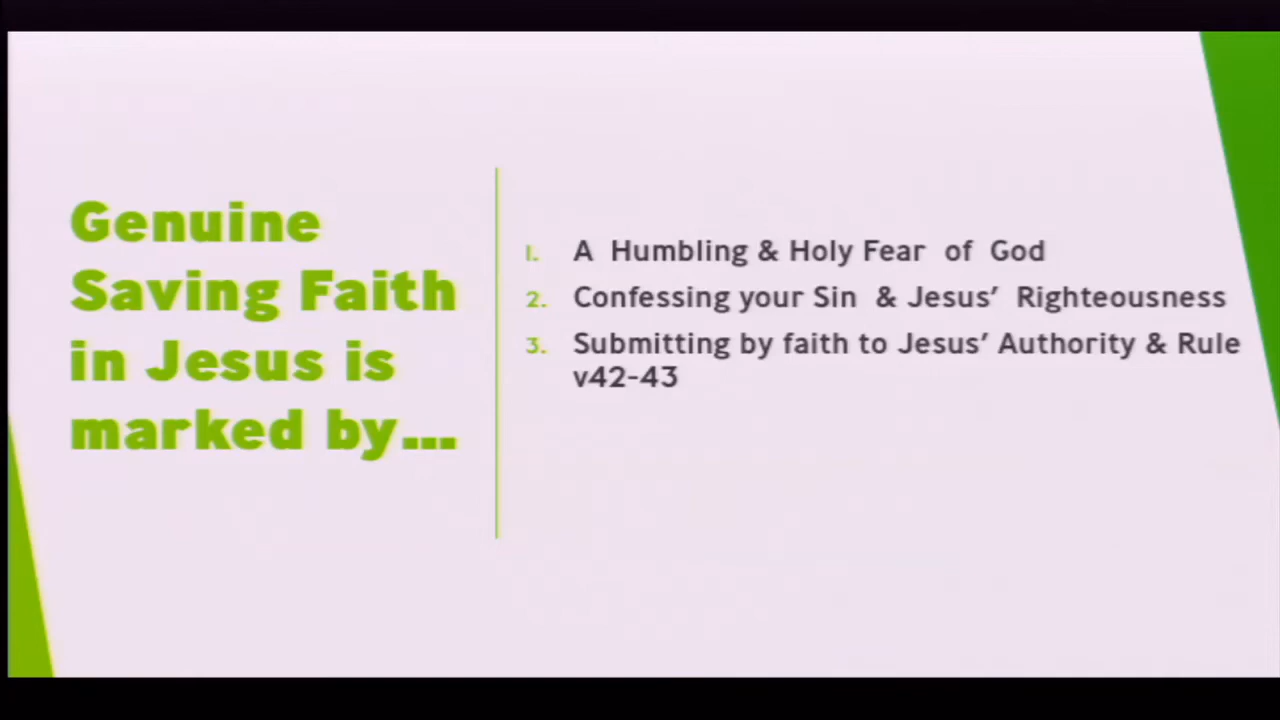 Genuine
Saving Faith
in Jesus is
marked by...
1. A Humbling & Holy Fear of God
2. Confessing your Sin & Jesus’ Righteousness
3. Submitting by faith to Jesus’ Authority & Rule
v42-43